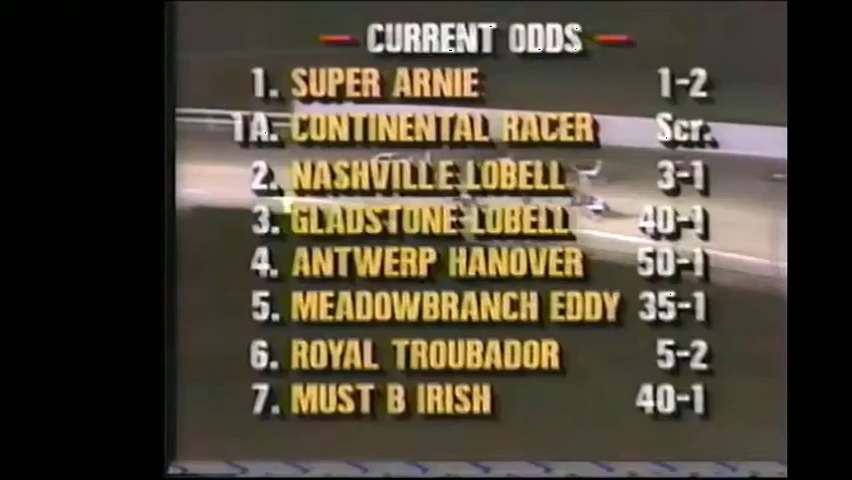 CURRENT ODDS
1. SUPER ARNIE 1-2
1A. CONTINENTAL RACER Scr.
2. NASHVILLE LOBELL 3-1
3. GLADSTONE LOBELL 40-1
4. ANTWERP HANOVER 50-1
5. MEADOWBRANCH EDDY 35-1
6. ROYAL TROUBADOR 5-2
7. MUST B IRISH 40-1